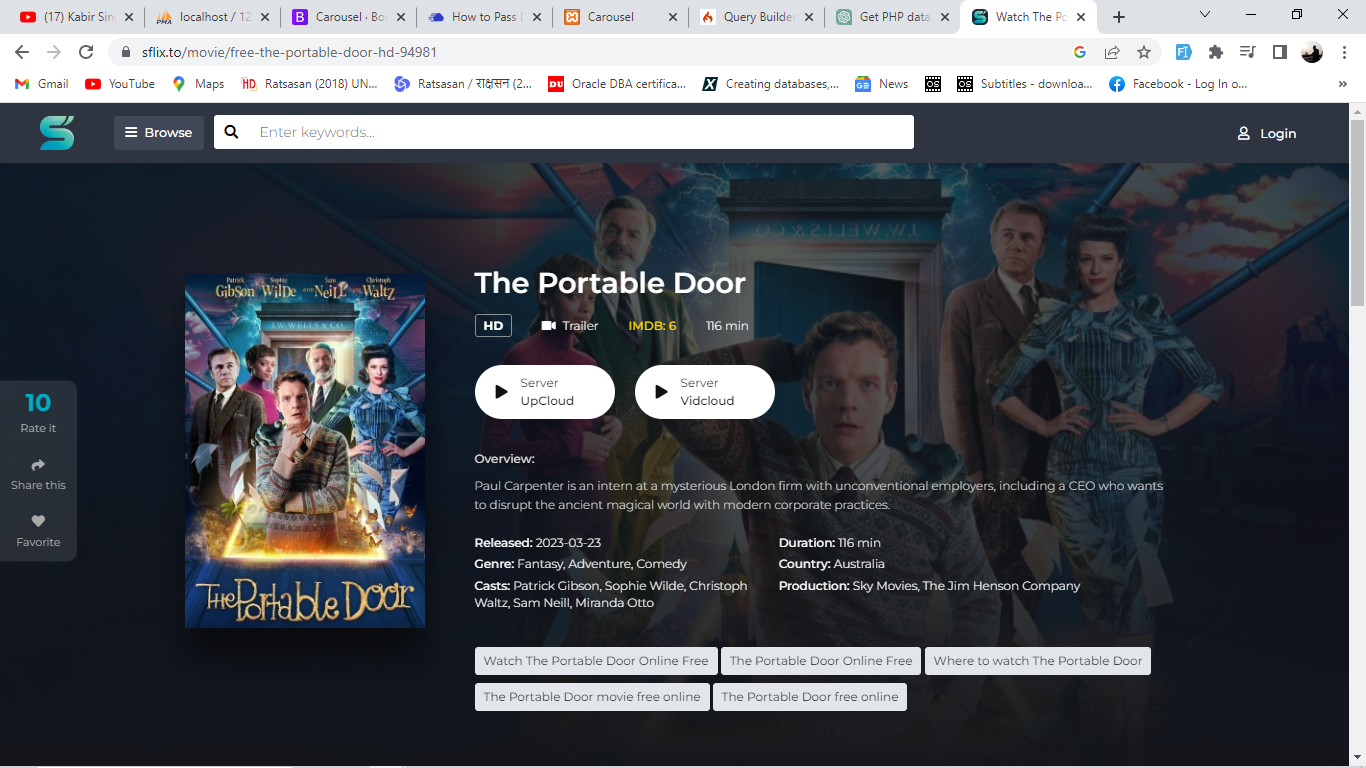 (17) Kabir Sin
localhost / 12
Carousel · Boo
How to Pass D
Carousel
Query Builder
Get PHP data
Watch The Po
sflix.to/movie/free-the-portable-door-hd-94981
Gmail
YouTube
Maps
Ratsasan (2018) UN...
Ratsasan / राक्षसन (2...
Oracle DBA certifica...
Creating databases,...
News
Subtitles - downloa...
Facebook - Log In o...
»
Browse
Enter keywords...
Login
J.W. WELLS & CO
Patrick Gibson Sophie Wilde with Sam Neill and Christoph Waltz
J.W. WELLS & CO
The Portable Door
The Portable Door
HD Trailer IMDB: 6 116 min
Server UpCloud
Server Vidcloud
10
Rate it
Share this
Favorite
Overview:
Paul Carpenter is an intern at a mysterious London firm with unconventional employers, including a CEO who wants
to disrupt the ancient magical world with modern corporate practices.
Released: 2023-03-23
Genre: Fantasy, Adventure, Comedy
Casts: Patrick Gibson, Sophie Wilde, Christoph
Waltz, Sam Neill, Miranda Otto
Duration: 116 min
Country: Australia
Production: Sky Movies, The Jim Henson Company
Watch The Portable Door Online Free
The Portable Door Online Free
Where to watch The Portable Door
The Portable Door movie free online
The Portable Door free online